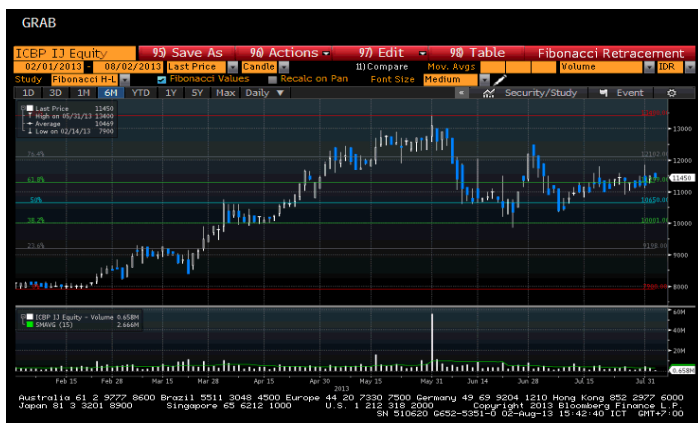 GRAB
ICBP IJ Equity 95) Save As 96) Actions 97) Edit 98) Table Fibonacci Retracement
02/01/2013 - 08/02/2013 Last Price Candle 11) Compare Mov. Avgs Volume IDR
Study Fibonacci H-L Fibonacci Values Recalc on Pan Font Size Medium
1D 3D 1M 6M YTD 1Y 5Y Max Daily ▼ « Security/Study Event
Last Price 11450
High on 05/31/13 13400
Average 10469
Low on 02/14/13 7900
13000
76.4% 12102.00
12000
61.8%
11450
11000
50% 10650.00
38.2% 10001.00
10000
23.6% 9198.00
9000
8000
ICBP IJ Equity - Volume 0.658M
SMAVG (15) 2.666M
60M
40M
20M
0.658M
Feb 15 Feb 28 Mar 15 Mar 28 Apr 15 Apr 30 May 15 May 31 Jun 14 Jun 28 Jul 15 Jul 31
2013
Australia 61 2 9777 8600 Brazil 5511 3048 4500 Europe 44 20 7330 7500 Germany 49 69 9204 1210 Hong Kong 852 2977 6000
Japan 81 3 3201 8900 Singapore 65 6212 1000 U.S. 1 212 318 2000 Copyright 2013 Bloomberg Finance L.P.
SN 510620 G652-5351-0 02-Aug-13 15:42:40 ICT GMT+7:00